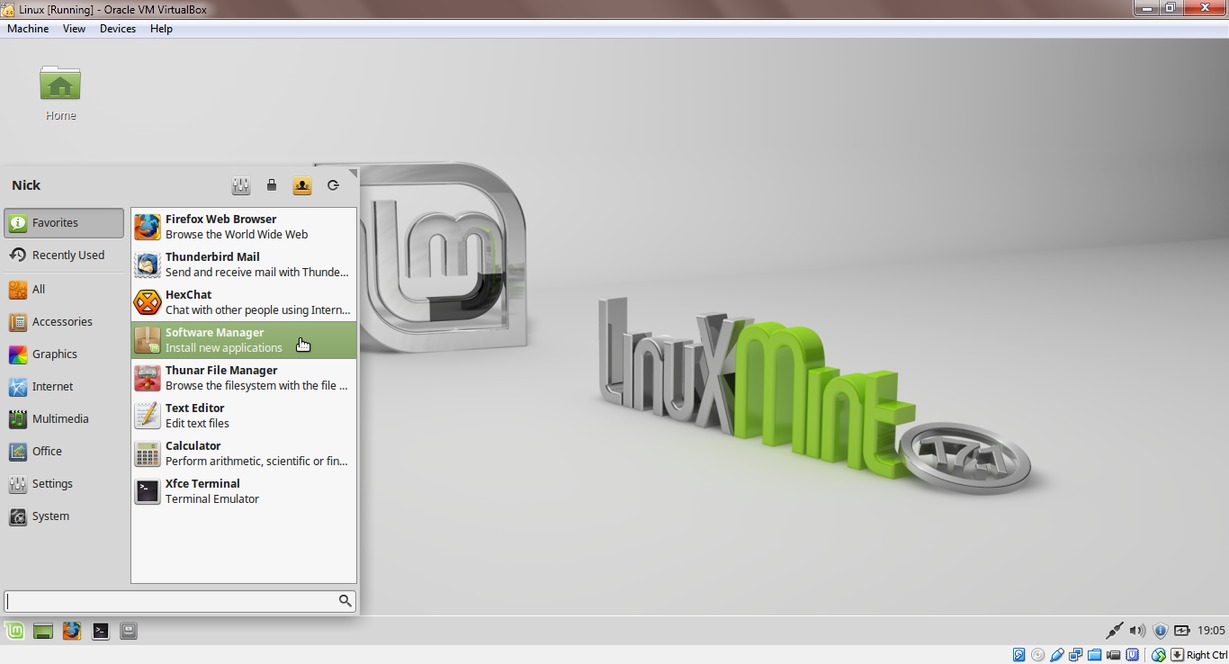 Linux [Running] - Oracle VM VirtualBox
Machine View Devices Help
Home
Nick
Favorites
Recently Used
All
Accessories
Graphics
Internet
Multimedia
Office
Settings
System
Firefox Web Browser
Browse the World Wide Web
Thunderbird Mail
Send and receive mail with Thunde...
HexChat
Chat with other people using Intern...
Software Manager
Install new applications
Thunar File Manager
Browse the filesystem with the file ...
Text Editor
Edit text files
Calculator
Perform arithmetic, scientific or fin...
Xfce Terminal
Terminal Emulator
LinuxMint
17.1
19:05
Right Ctrl